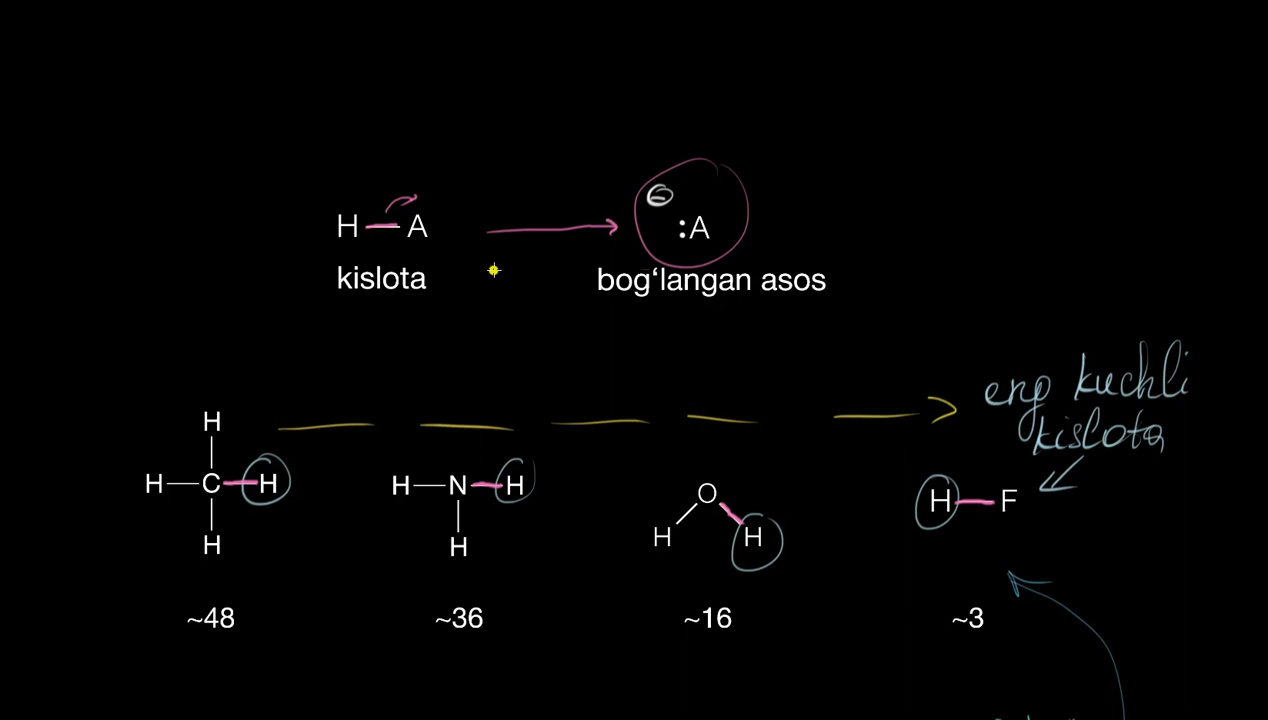 H—A
⊖
:A
kislota
bog‘langan asos
eng kuchli
kislota
H
H—C—H
H
H—N—H
H
O
H H
H—F
~48
~36
~16
~3